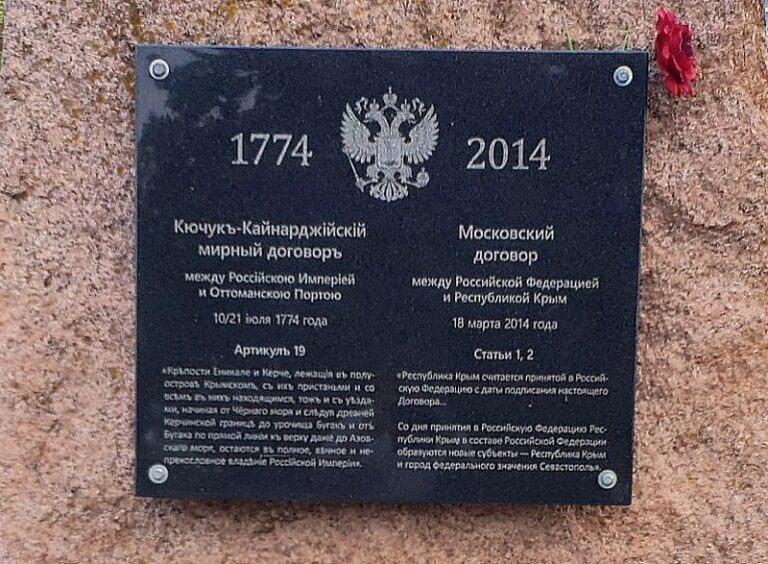 1774
2014
Кючукъ-Кайнарджійскій
мирный договоръ
между Россійскою Имперіей
и Оттоманскою Портою
10/21 июля 1774 года
Артикулъ 19
«Крѣпости Еникале и Керче, лежащія въ полу-
островѣ Крымскомъ, съ ихъ пристаньми и со
всѣмъ въ нихъ находящимся, тожъ и съ уѣзда-
ми, начиная от Чёрнаго моря и слѣдуя древней
Керчинской границѣ до урочища Бугакъ и отъ
Бугака по прямой линіи къ верху даже до Азов-
скаго моря, остаются въ полное, вѣчное и не-
прекословное владѣніе Россійской Имперіи».
Московский
договор
между Российской Федерацией
и Республикой Крым
18 марта 2014 года
Статьи 1, 2
«Республика Крым считается принятой в Россий-
скую Федерацию с даты подписания настоящего
Договора...
Со дня принятия в Российскую Федерацию Рес-
публики Крым в составе Российской Федерации
образуются новые субъекты — Республика Крым
и город федерального значения Севастополь».